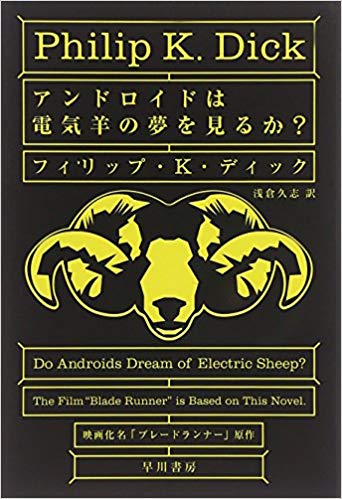 Philip K. Dick
アンドロイドは
電気羊の夢を見るか?
フィリップ・K・ディック
浅倉久志 訳
Do Androids Dream of Electric Sheep?
The Film "Blade Runner" is Based on This Novel.
映画化名「ブレードランナー」原作
早川書房